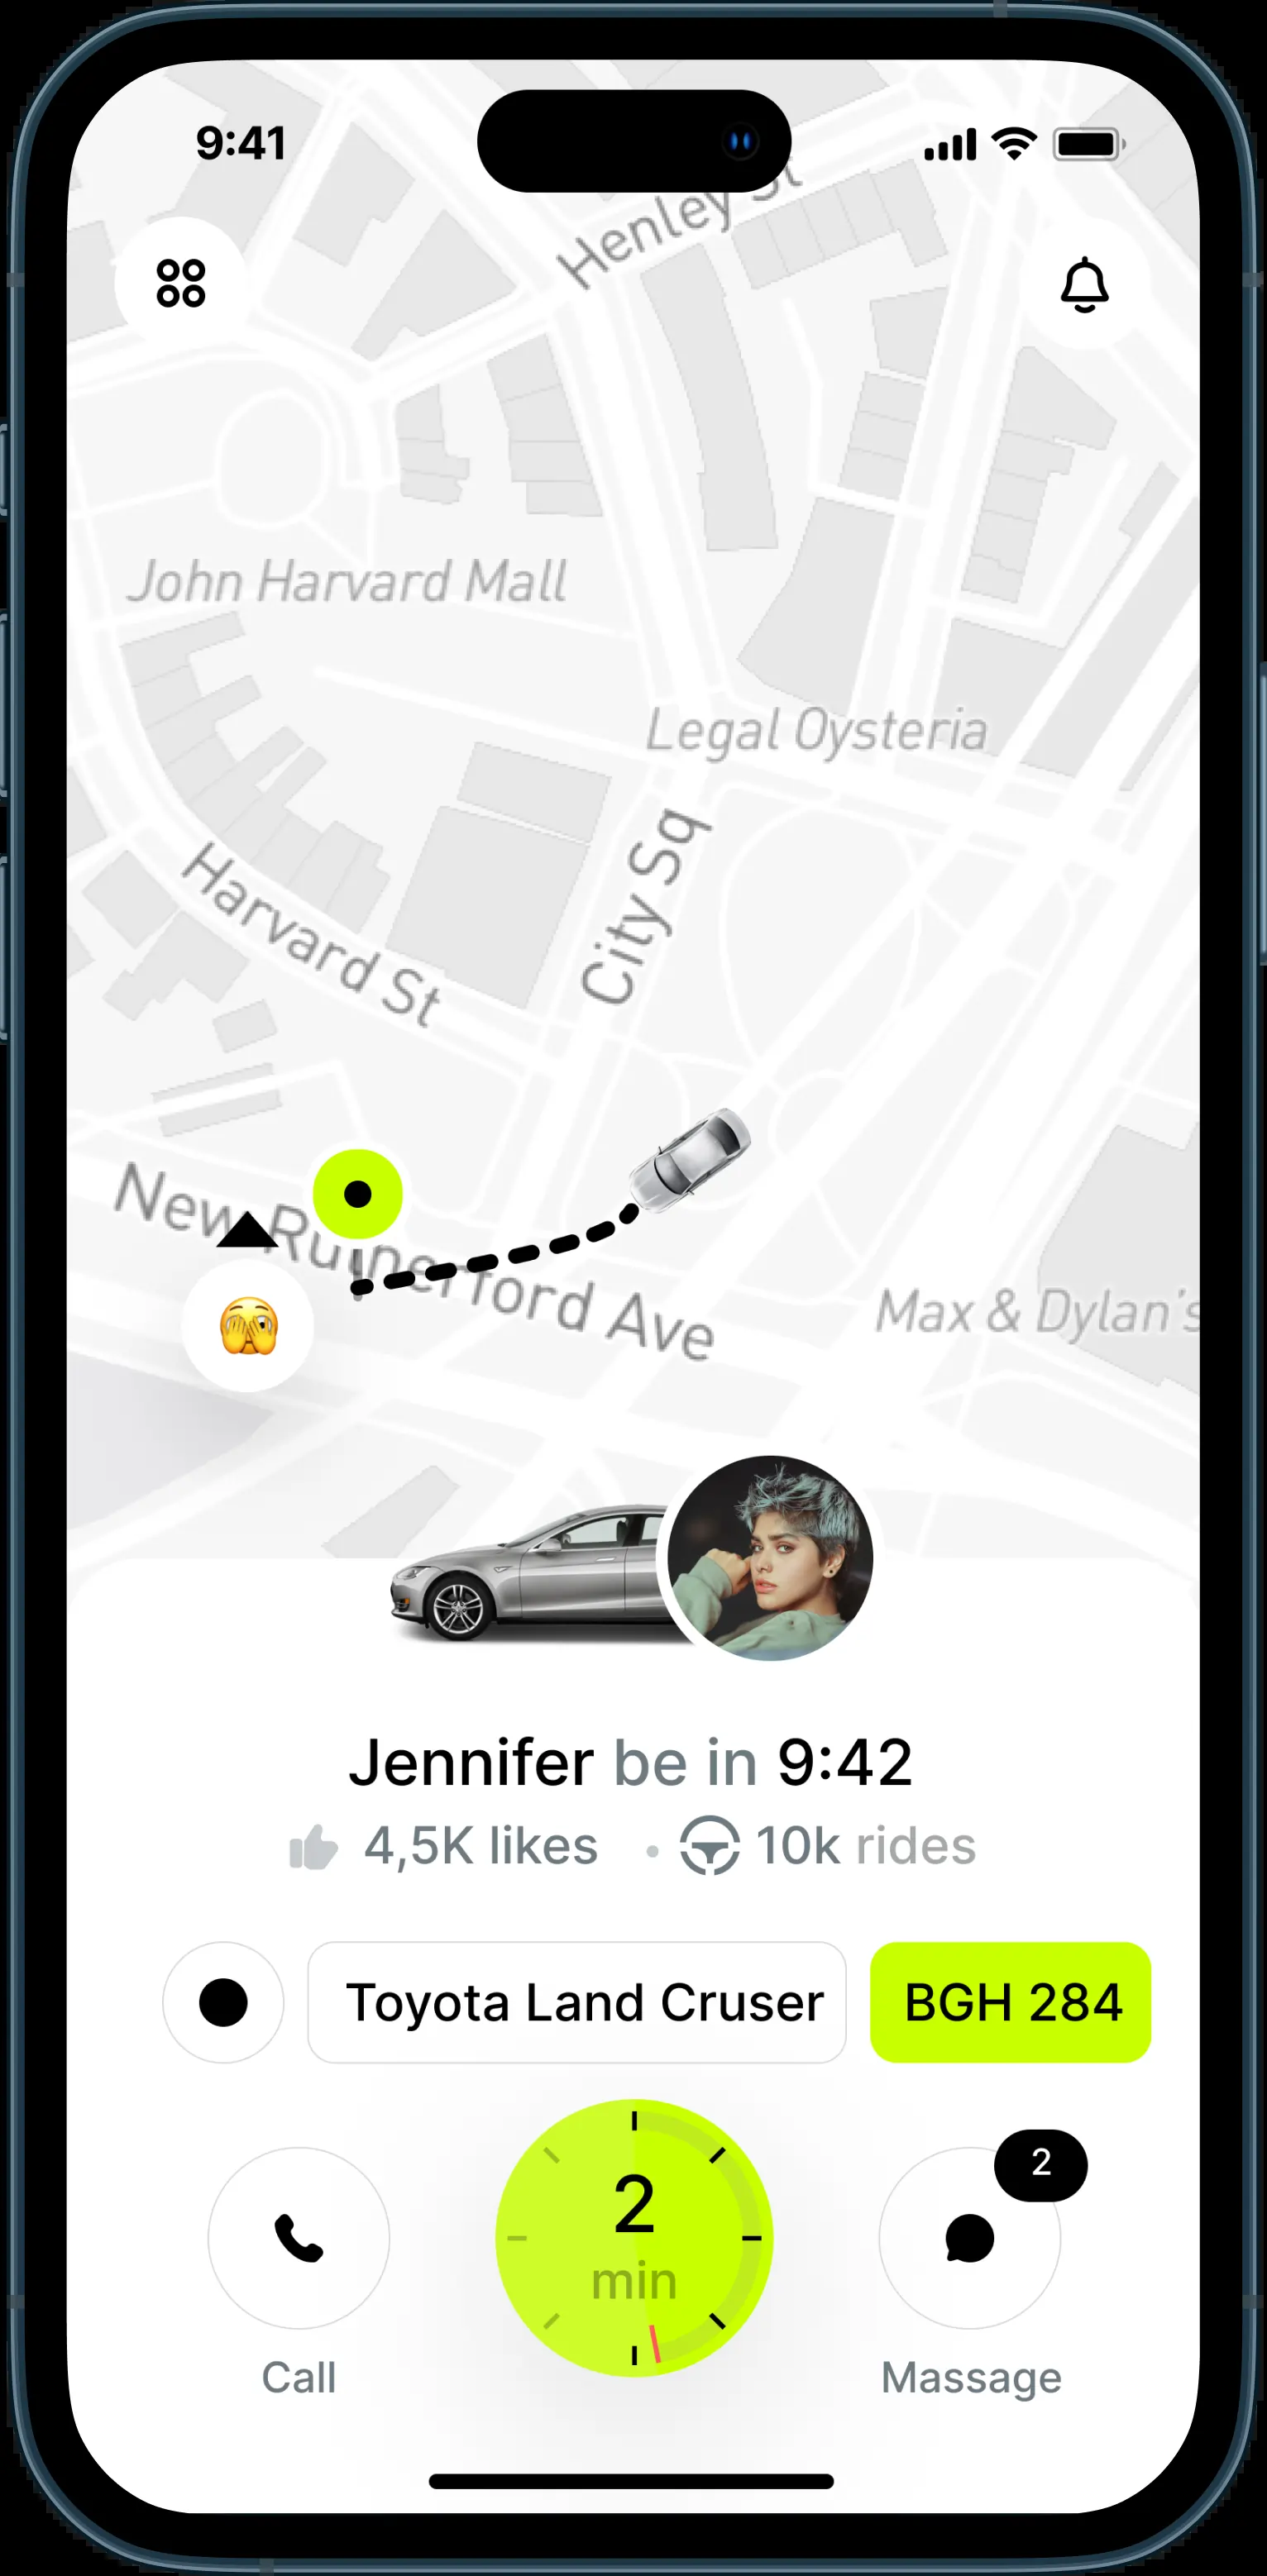 9:41
Henley St
John Harvard Mall
Legal Oysteria
City Sq
Harvard St
New Rutherford Ave
Max & Dylan's
Jennifer be in 9:42
4,5K likes • 10k rides
Toyota Land Cruser
BGH 284
2
2
min
Call
Massage